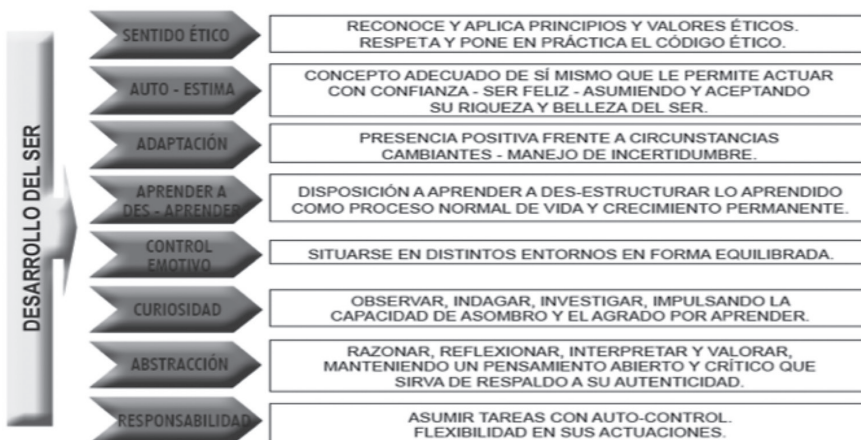 DESARROLLO DEL SER
SENTIDO ÉTICO
RECONOCE Y APLICA PRINCIPIOS Y VALORES ÉTICOS.
RESPETA Y PONE EN PRÁCTICA EL CÓDIGO ÉTICO.
AUTO - ESTIMA
CONCEPTO ADECUADO DE SÍ MISMO QUE LE PERMITE ACTUAR
CON CONFIANZA - SER FELIZ - ASUMIENDO Y ACEPTANDO
SU RIQUEZA Y BELLEZA DEL SER.
ADAPTACIÓN
PRESENCIA POSITIVA FRENTE A CIRCUNSTANCIAS
CAMBIANTES - MANEJO DE INCERTIDUMBRE.
APRENDER A
DES - APRENDER
DISPOSICIÓN A APRENDER A DES-ESTRUCTURAR LO APRENDIDO
COMO PROCESO NORMAL DE VIDA Y CRECIMIENTO PERMANENTE.
CONTROL
EMOTIVO
SITUARSE EN DISTINTOS ENTORNOS EN FORMA EQUILIBRADA.
CURIOSIDAD
OBSERVAR, INDAGAR, INVESTIGAR, IMPULSANDO LA
CAPACIDAD DE ASOMBRO Y EL AGRADO POR APRENDER.
ABSTRACCIÓN
RAZONAR, REFLEXIONAR, INTERPRETAR Y VALORAR,
MANTENIENDO UN PENSAMIENTO ABIERTO Y CRÍTICO QUE
SIRVA DE RESPALDO A SU AUTENTICIDAD.
RESPONSABILIDAD
ASUMIR TAREAS CON AUTO-CONTROL.
FLEXIBILIDAD EN SUS ACTUACIONES.